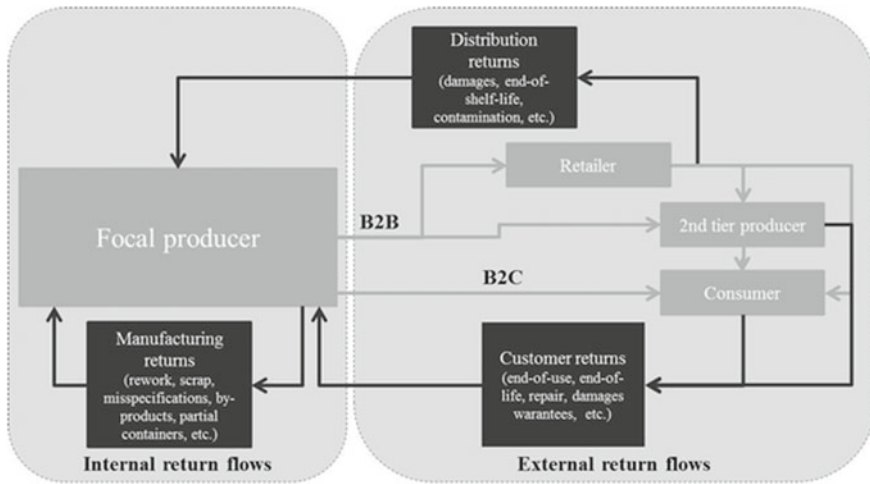 Distribution
returns
(damages, end-of-
shelf-life,
contamination, etc.)
Retailer
Focal producer
B2B
2nd tier producer
B2C
Consumer
Manufacturing
returns
(rework, scrap,
misspecifications, by-
products, partial
containers, etc.)
Customer returns
(end-of-use, end-of-
life, repair, damages
warantees, etc.)
Internal return flows
External return flows